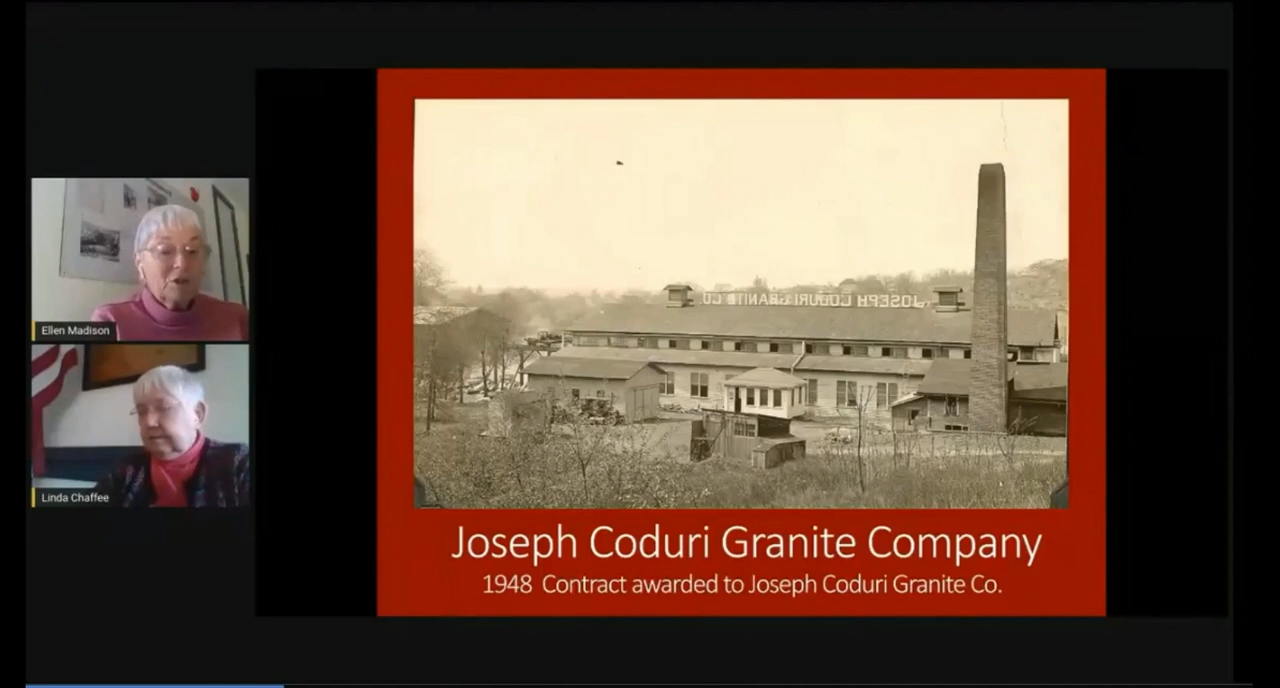 Ellen Madison
Linda Chaffee
JOSEPH CODURI GRANITE CO
Joseph Coduri Granite Company
1948 Contract awarded to Joseph Coduri Granite Co.